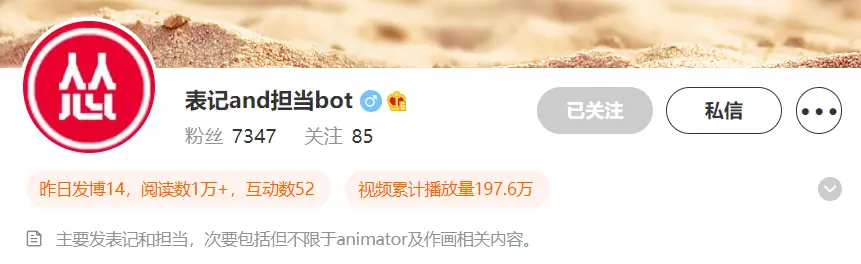 怂
表记and担当bot
粉丝 7347 关注 85
已关注
私信
昨日发博14，阅读数1万+，互动数52
视频累计播放量197.6万
主要发表记和担当，次要包括但不限于animator及作画相关内容。